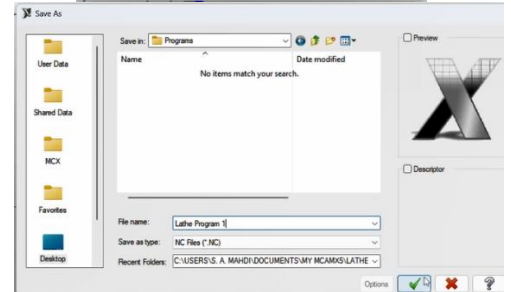 Save As
Save in: Programs
Name Date modified
No items match your search.
User Data
Shared Data
MCX
Favorites
Desktop
File name: Lathe Program 1
Save as type: NC Files (*.NC)
Recent Folders: C:\USERS\S. A. MAHDI\DOCUMENTS\MY MCAMX5\LATHE
Options
Preview
Descriptor